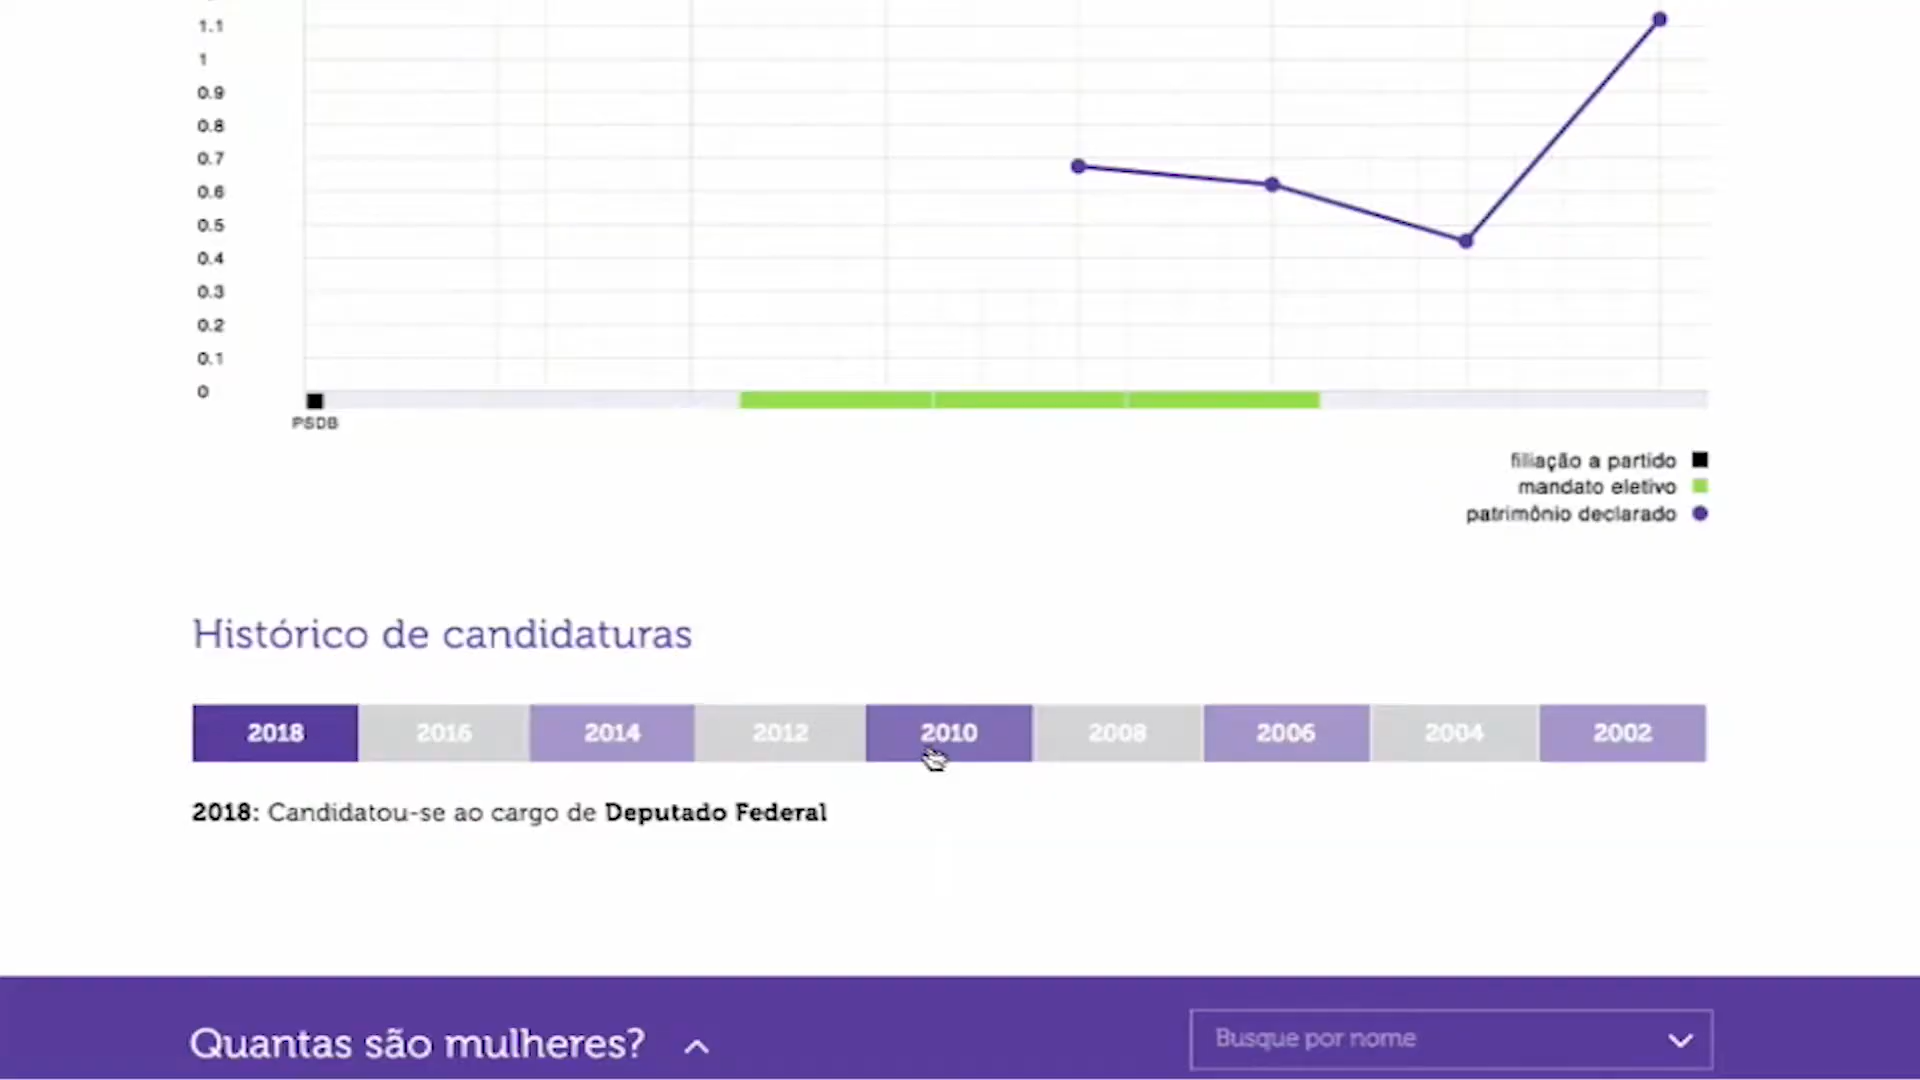 1.1
1
0.9
0.8
0.7
0.6
0.5
0.4
0.3
0.2
0.1
0
PSDB
filiação a partido
mandato eletivo
patrimônio declarado
Histórico de candidaturas
2018 2016 2014 2012 2010 2008 2006 2004 2002
2018: Candidatou-se ao cargo de Deputado Federal
Quantas são mulheres? Busque por nome